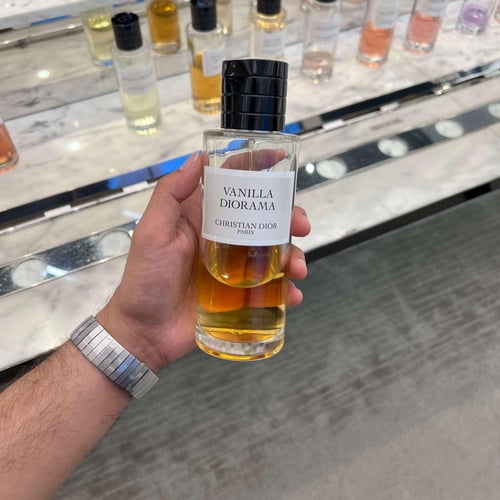 VANILLA
DIORAMA
CHRISTIAN DIOR
PARIS